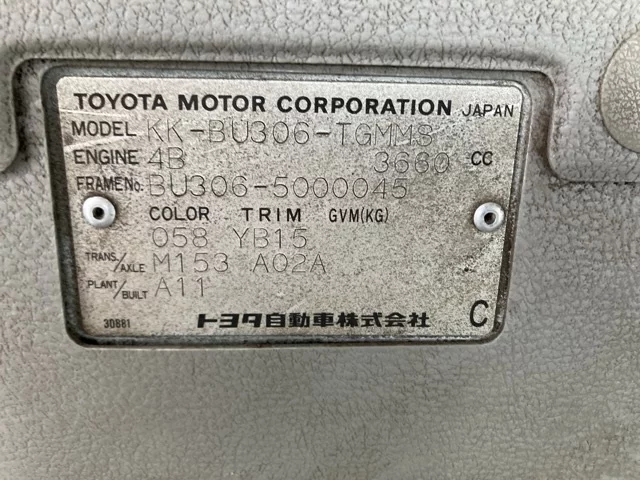 TOYOTA MOTOR CORPORATION JAPAN
MODEL KK-BU306-TGMMS
ENGINE 4B 3660 CC
FRAME No. BU306-5000045
COLOR TRIM GVM(KG)
058 YB15
TRANS./AXLE M153 A02A
PLANT/BUILT A11
30881 トヨタ自動車株式会社 C